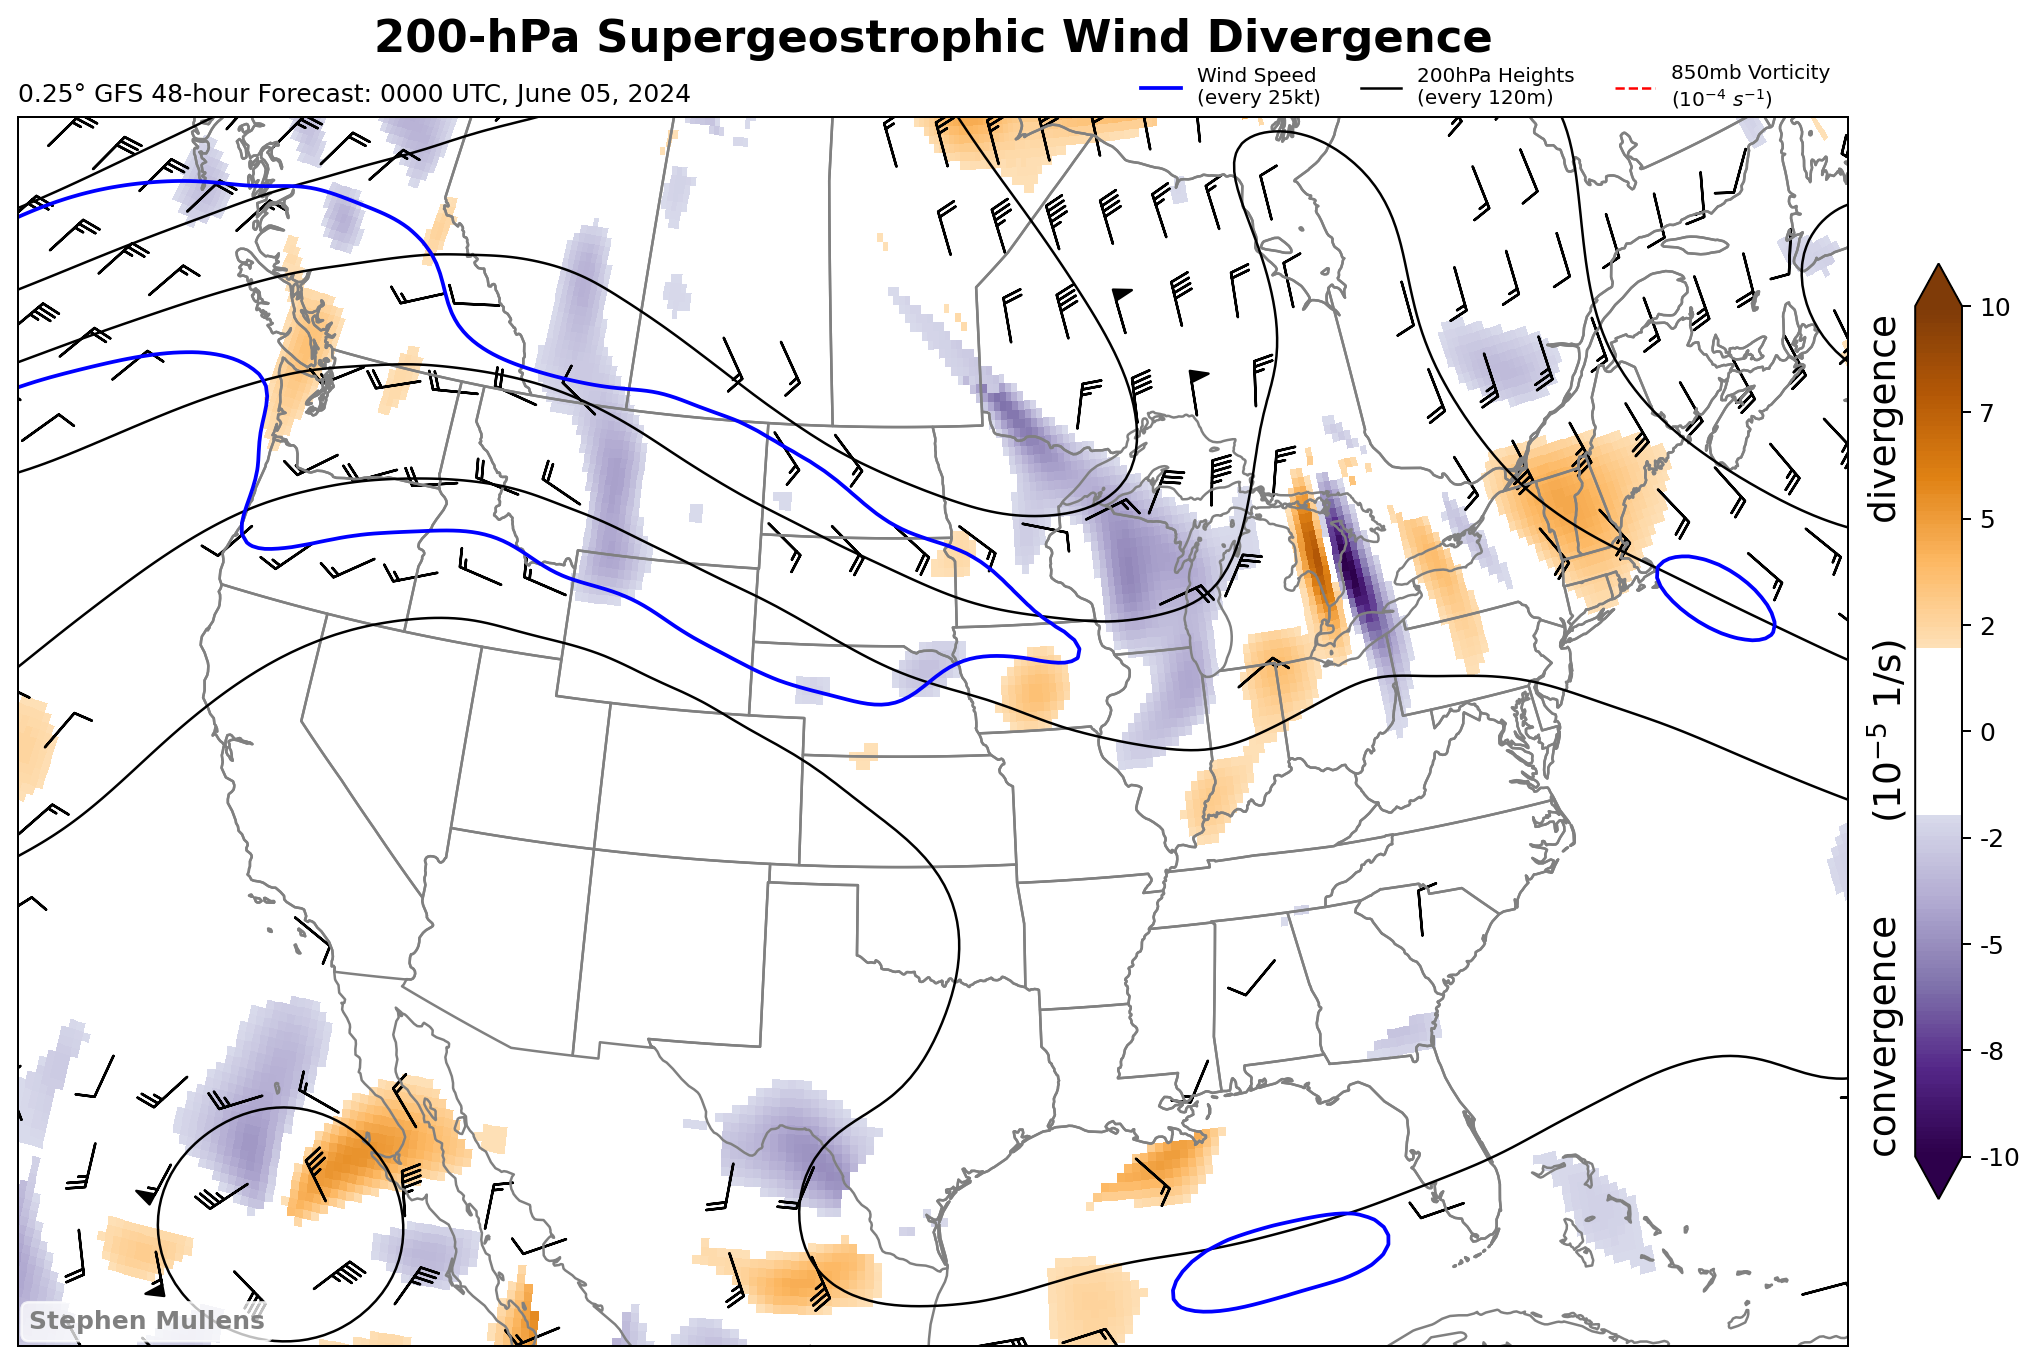 200-hPa Supergeostrophic Wind Divergence
0.25° GFS 48-hour Forecast: 0000 UTC, June 05, 2024
Wind Speed
(every 25kt)
200hPa Heights
(every 120m)
850mb Vorticity
(10⁻⁴ s⁻¹)
10
7
5
2
0
-2
-5
-8
-10
convergence (10⁻⁵ 1/s) divergence
Stephen Mullens